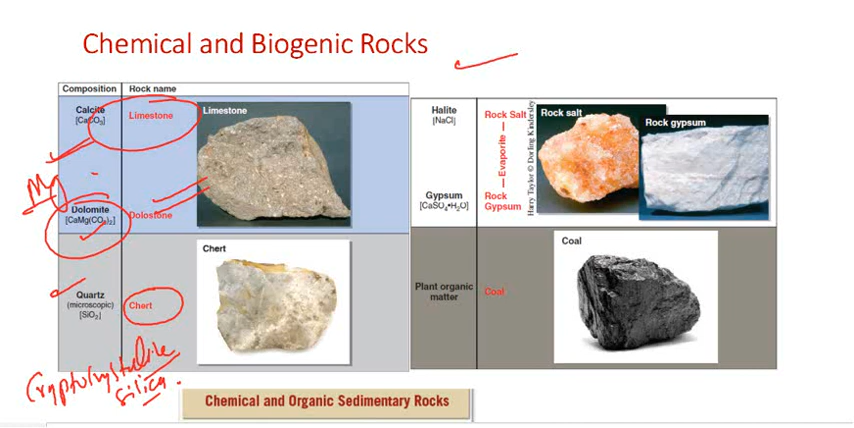 Chemical and Biogenic Rocks
Composition Rock name
Calcite
[CaCO3]
Limestone
Limestone
Mg
Dolomite
[CaMg(CO3)2]
Dolostone
Quartz
(microscopic)
[SiO2]
Chert
Chert
Cryptocrystalline
silica.
Halite
[NaCl]
Rock Salt
Evaporite
Gypsum
[CaSO4•H2O]
Rock
Gypsum
Harry Taylor © Dorling Kindersley
Rock salt
Rock gypsum
Plant organic
matter
Coal
Coal
Chemical and Organic Sedimentary Rocks